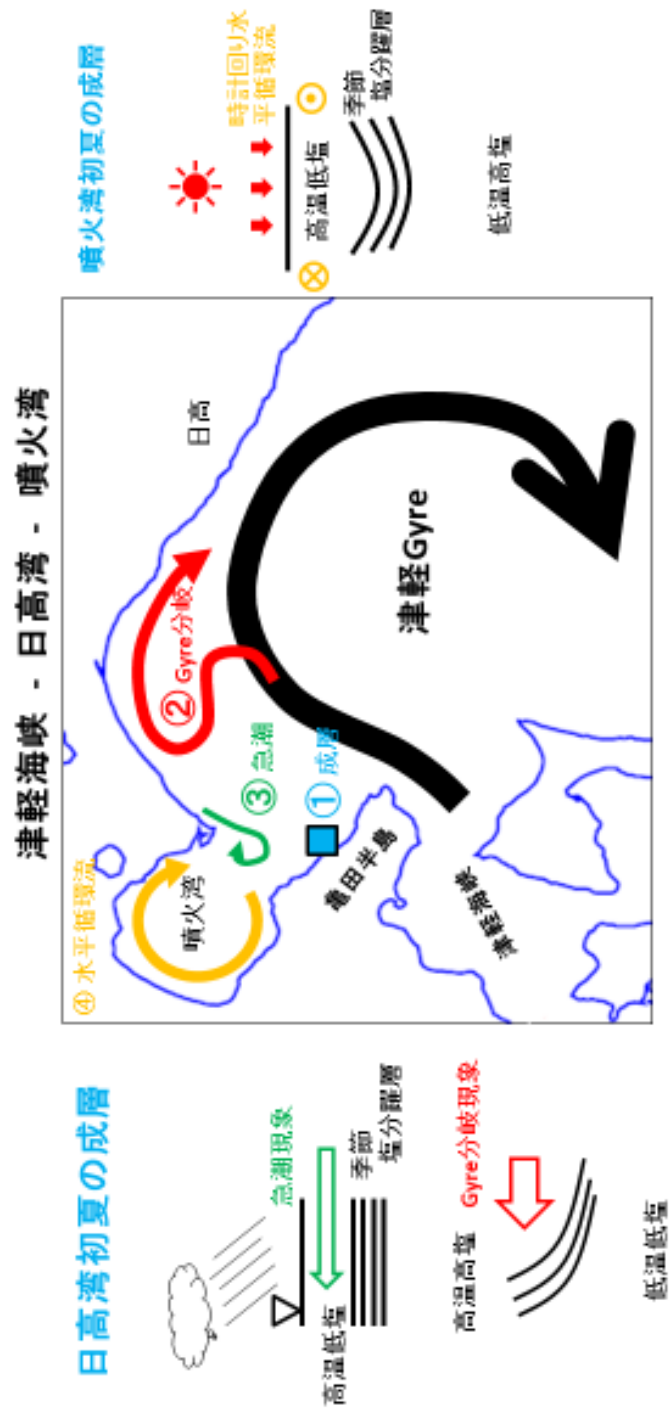 津軽海峡 - 日高湾 - 噴火湾
日高湾初夏の成層
急潮現象
高温低塩
季節
塩分躍層
Gyre分岐現象
高温高塩
低温低塩
④ 水平循環流
噴火湾
③ 急潮
② Gyre分岐
① 成層
亀田半島
津軽海峡
日高
津軽Gyre
噴火湾初夏の成層
時計回り水
平循環流
高温低塩
季節
塩分躍層
低温高塩